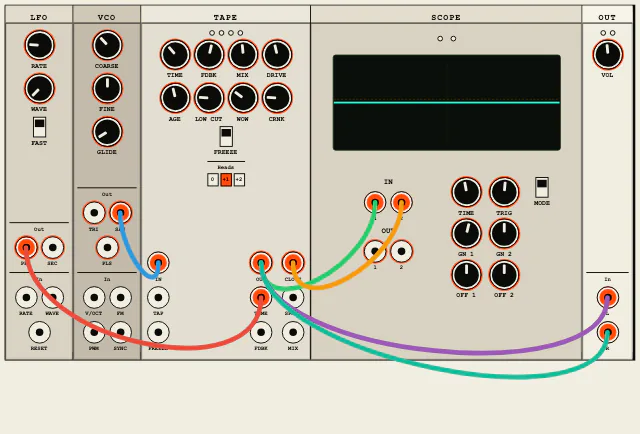 LFO
RATE
WAVE
FAST
Out
SEC
In
RATE WAVE
RESET
VCO
COARSE
FINE
GLIDE
Out
TRI
PLS
In
V/OCT FM
PWM SYNC
TAPE
TIME FDBK MIX DRIVE
AGE LOW CUT WOW CRNK
FREEZE
Heads
0 +1 +2
IN
TAP
FREEZE
TIME
FDBK MIX
SCOPE
IN
OUT
1 2
TIME TRIG
MODE
GN 1 GN 2
OFF 1 OFF 2
OUT
VOL
In
R